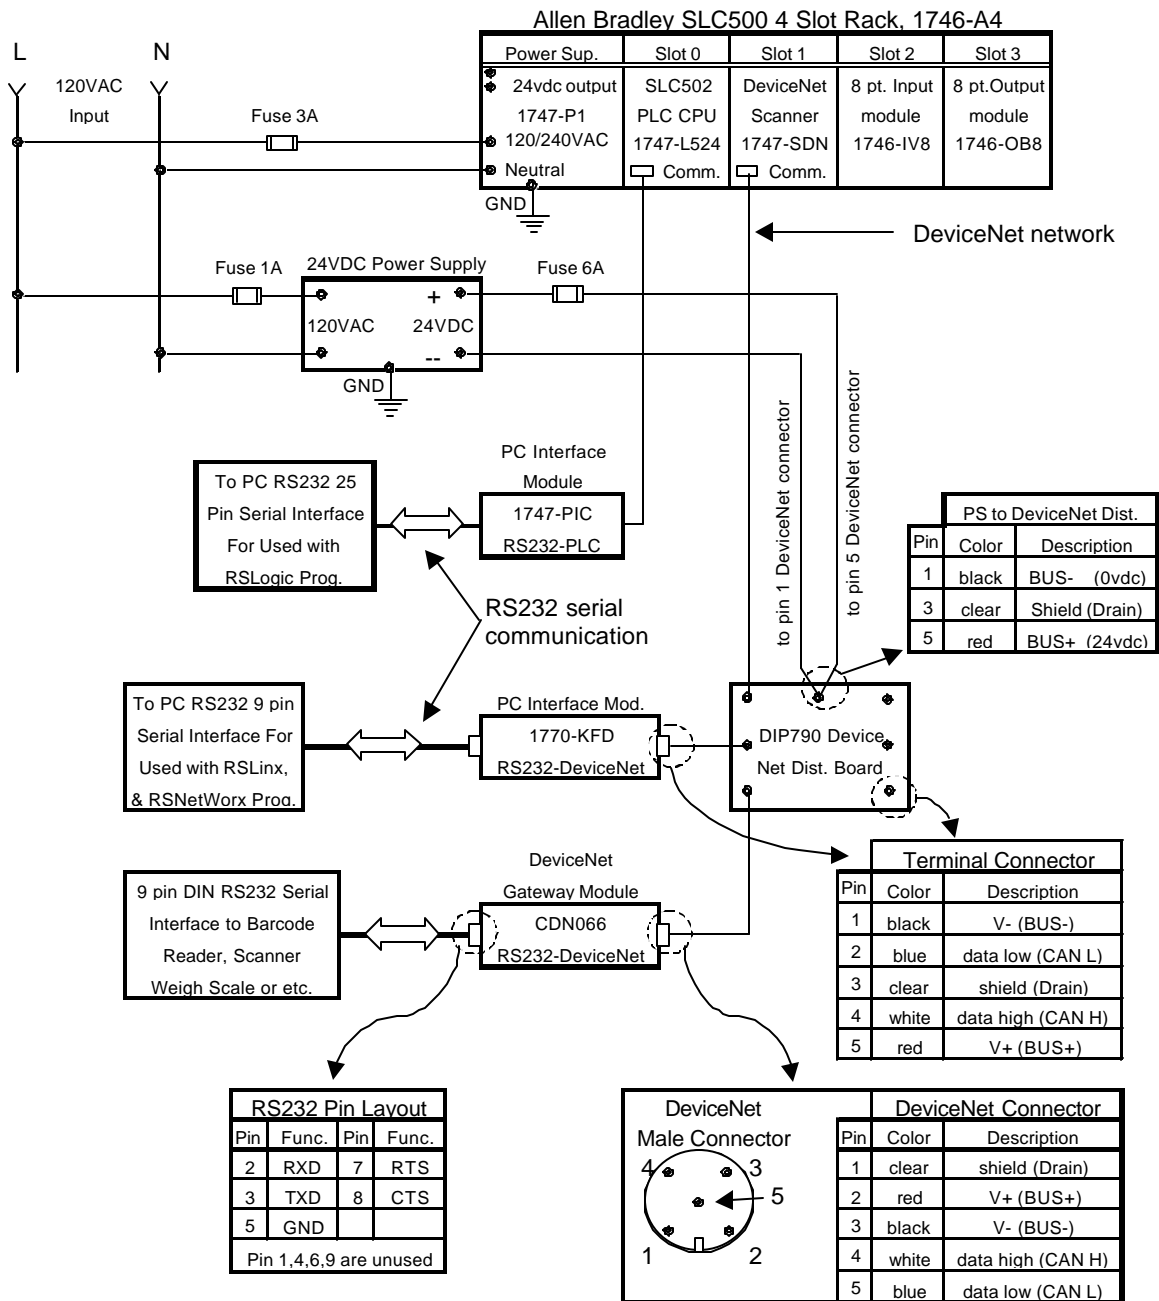 Allen Bradley SLC500 4 Slot Rack, 1746-A4
L
N
120VAC
Input
Fuse 3A
Power Sup.
24vdc output
1747-P1
120/240VAC
Neutral
GND
Slot 0
SLC502
PLC CPU
1747-L524
Comm.
Slot 1
DeviceNet
Scanner
1747-SDN
Comm.
Slot 2
8 pt. Input
module
1746-IV8
Slot 3
8 pt.Output
module
1746-OB8
DeviceNet network
Fuse 1A
24VDC Power Supply
Fuse 6A
+
120VAC
24VDC
--
GND
to pin 1 DeviceNet connector
to pin 5 DeviceNet connector
To PC RS232 25
Pin Serial Interface
For Used with
RSLogic Prog.
PC Interface
Module
1747-PIC
RS232-PLC
RS232 serial
communication
PS to DeviceNet Dist.
Pin Color Description
1 black BUS- (0vdc)
3 clear Shield (Drain)
5 red BUS+ (24vdc)
To PC RS232 9 pin
Serial Interface For
Used with RSLinx,
& RSNetWorx Prog.
PC Interface Mod.
1770-KFD
RS232-DeviceNet
DIP790 Device
Net Dist. Board
9 pin DIN RS232 Serial
Interface to Barcode
Reader, Scanner
Weigh Scale or etc.
DeviceNet
Gateway Module
CDN066
RS232-DeviceNet
Terminal Connector
Pin Color Description
1 black V- (BUS-)
2 blue data low (CAN L)
3 clear shield (Drain)
4 white data high (CAN H)
5 red V+ (BUS+)
RS232 Pin Layout
Pin Func. Pin Func.
2 RXD 7 RTS
3 TXD 8 CTS
5 GND
Pin 1,4,6,9 are unused
DeviceNet
Male Connector
4
3
5
1
2
DeviceNet Connector
Pin Color Description
1 clear shield (Drain)
2 red V+ (BUS+)
3 black V- (BUS-)
4 white data high (CAN H)
5 blue data low (CAN L)